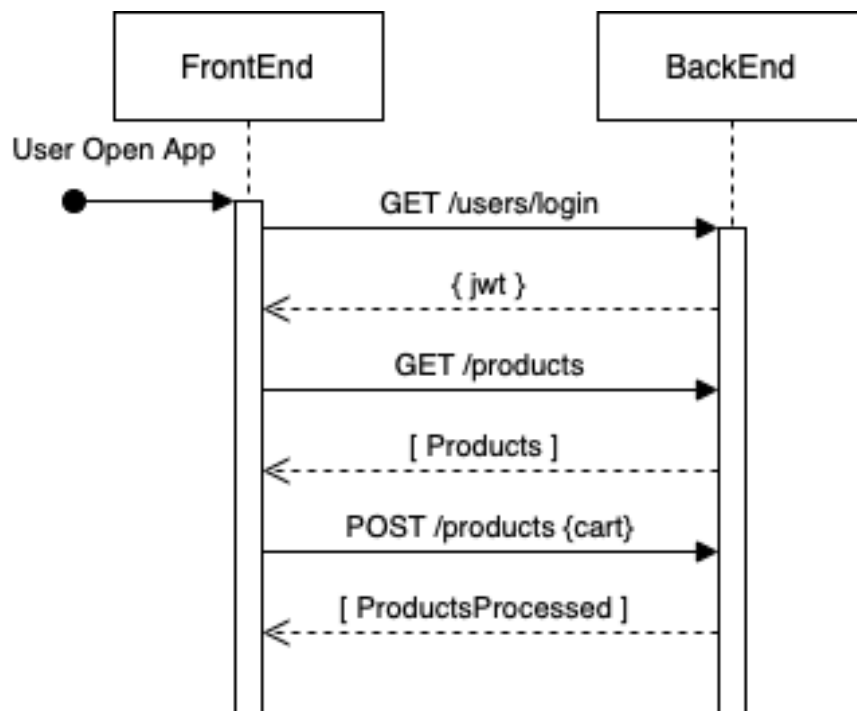 FrontEnd
BackEnd
User Open App
GET /users/login
{ jwt }
GET /products
[ Products ]
POST /products {cart}
[ ProductsProcessed ]